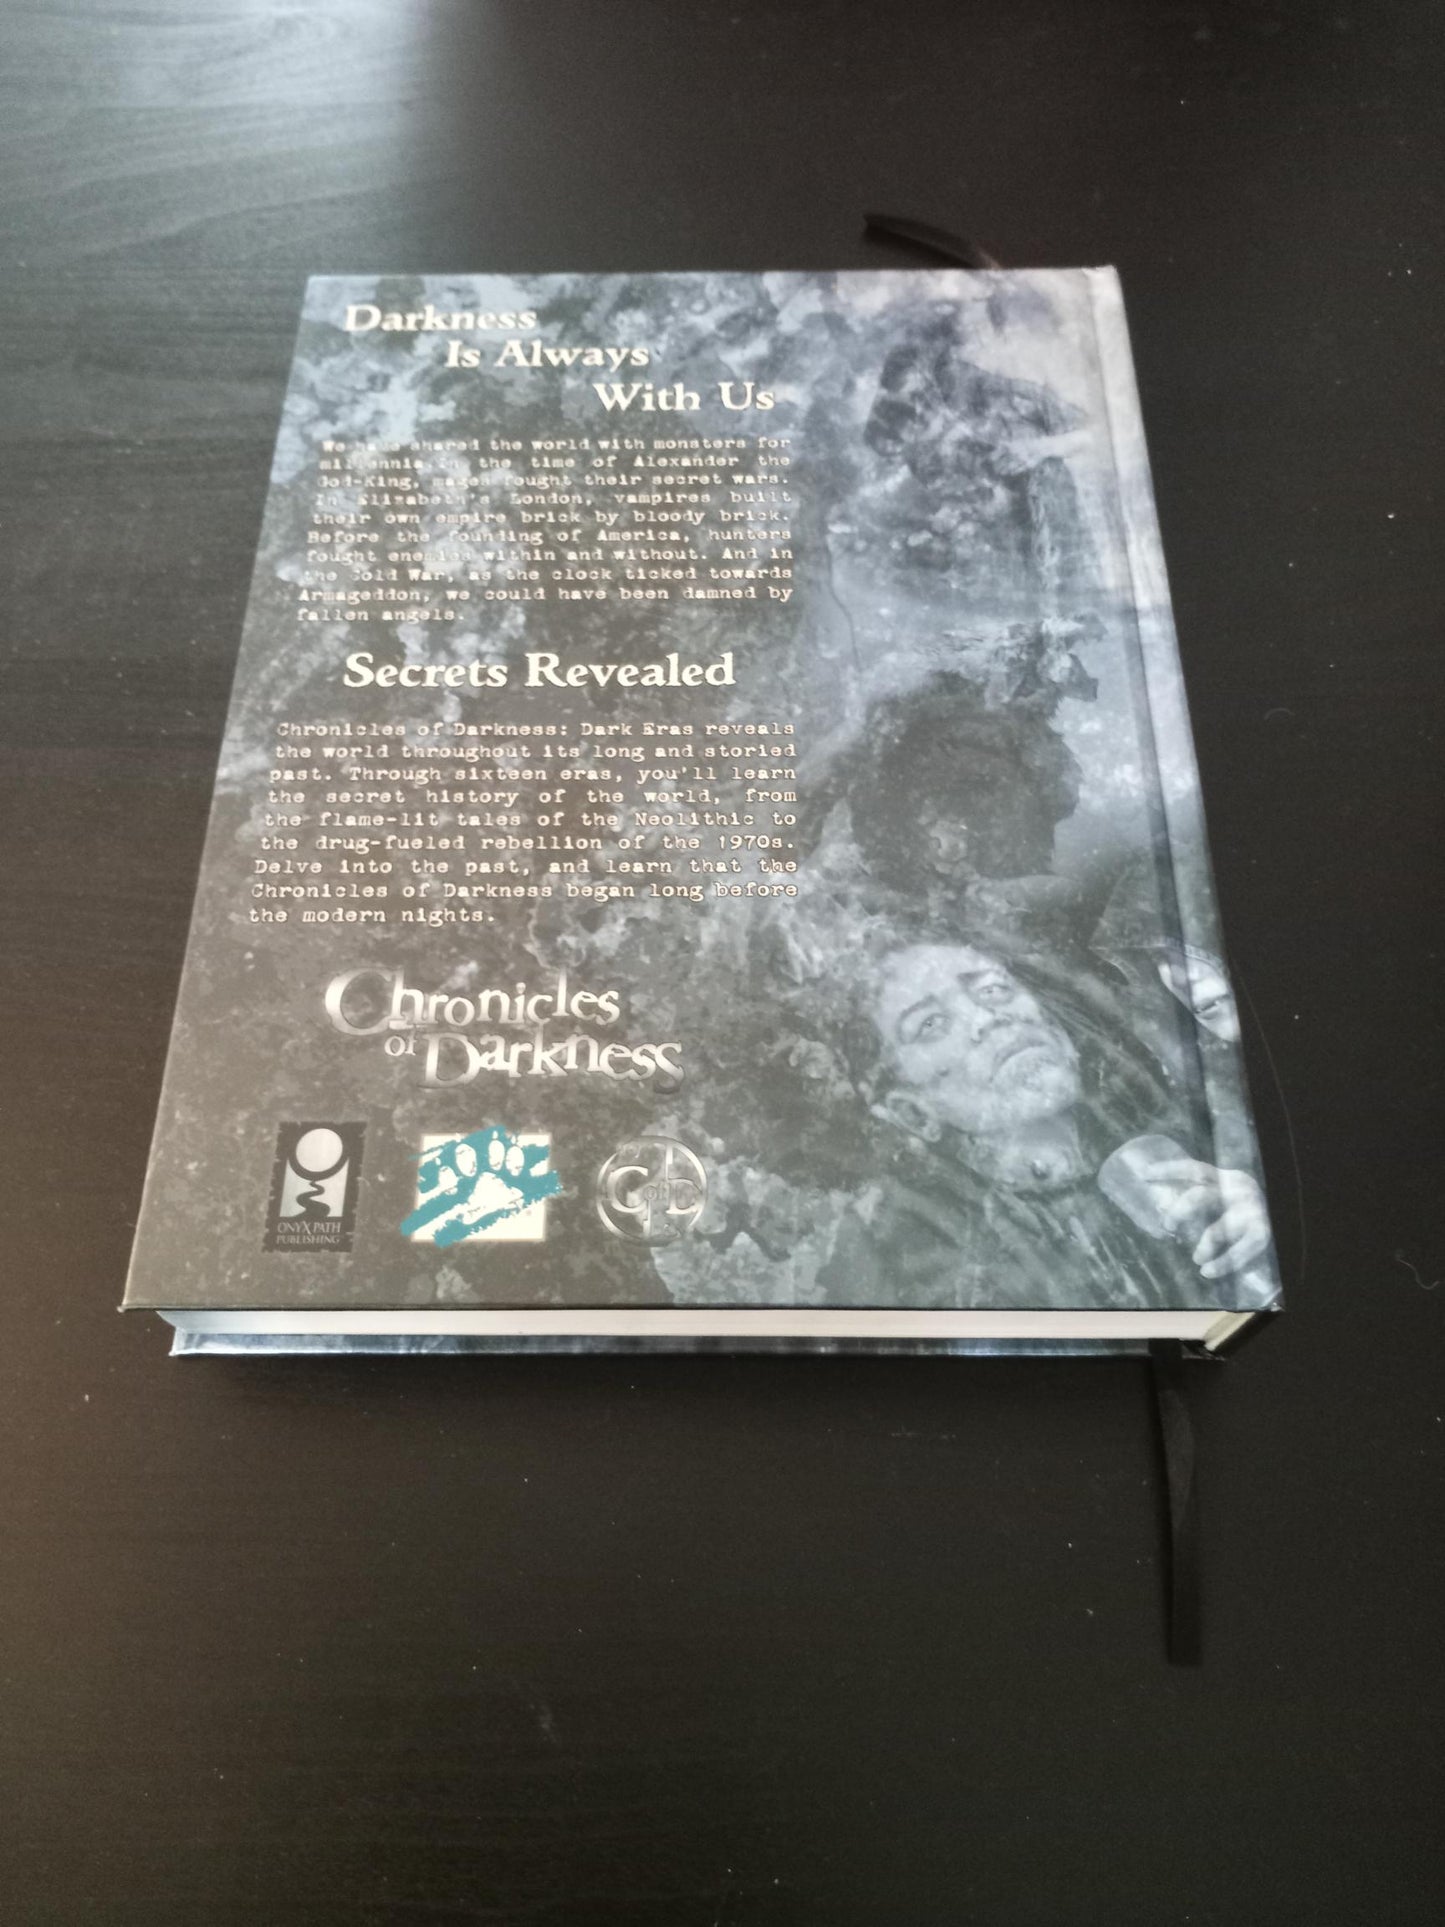 Darkness
Is Always
With Us
We have shared the world with monsters for
millennia. In the time of Alexander the
God-King, mages fought their secret wars.
In Elizabeth's London, vampires built
their own empire brick by bloody brick.
Before the founding of America, hunters
fought enemies within and without. And in
the Cold War, as the clock ticked towards
Armageddon, we could have been damned by
fallen angels.
Secrets Revealed
Chronicles of Darkness: Dark Eras reveals
the world throughout its long and storied
past. Through sixteen eras, you'll learn
the secret history of the world, from
the flame-lit tales of the Neolithic to
the drug-fueled rebellion of the 1970s.
Delve into the past, and learn that the
Chronicles of Darkness began long before
the modern nights.
Chronicles
of Darkness
ONYX PATH
PUBLISHING
CofD